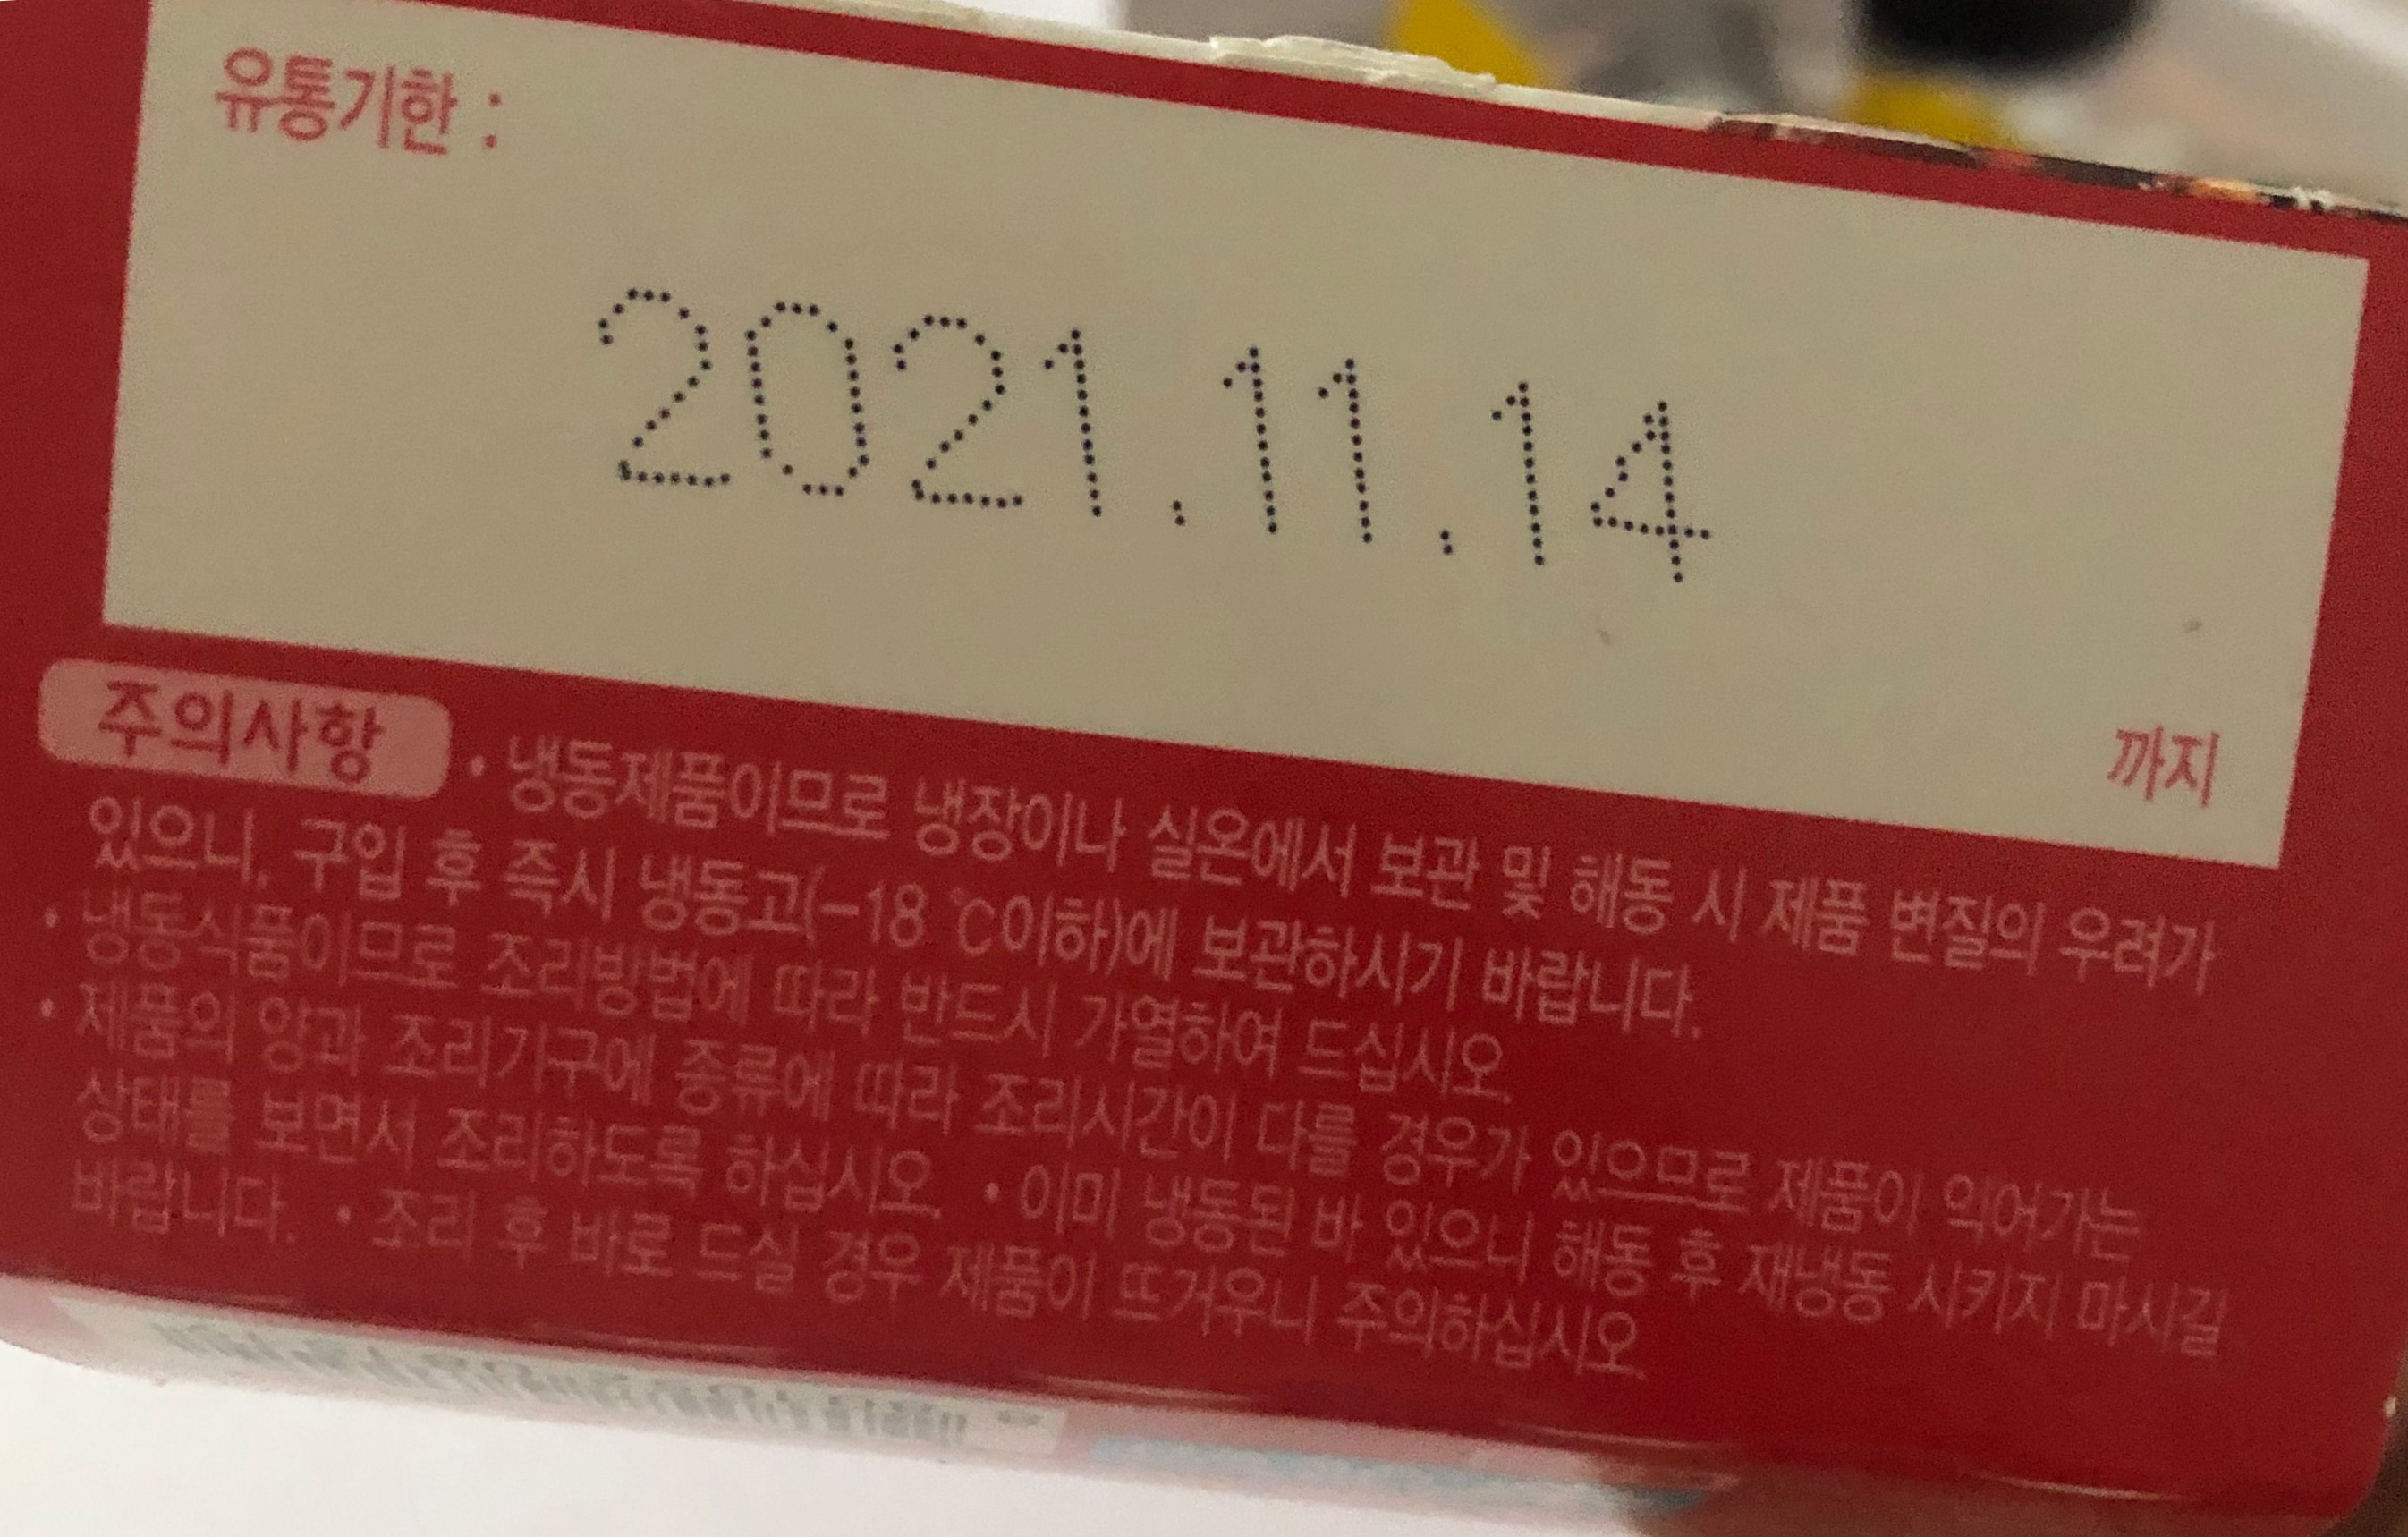 유통기한 :
2021.11.14
까지
주의사항 • 냉동제품이므로 냉장이나 실온에서 보관 및 해동 시 제품 변질의 우려가
있으니, 구입 후 즉시 냉동고(-18 ℃이하)에 보관하시기 바랍니다.
• 냉동식품이므로 조리방법에 따라 반드시 가열하여 드십시오.
• 제품의 양과 조리기구에 종류에 따라 조리시간이 다를 경우가 있으므로 제품이 익어가는
상태를 보면서 조리하도록 하십시오. • 이미 냉동된 바 있으니 해동 후 재냉동 시키지 마시길
바랍니다. • 조리 후 바로 드실 경우 제품이 뜨거우니 주의하십시오.